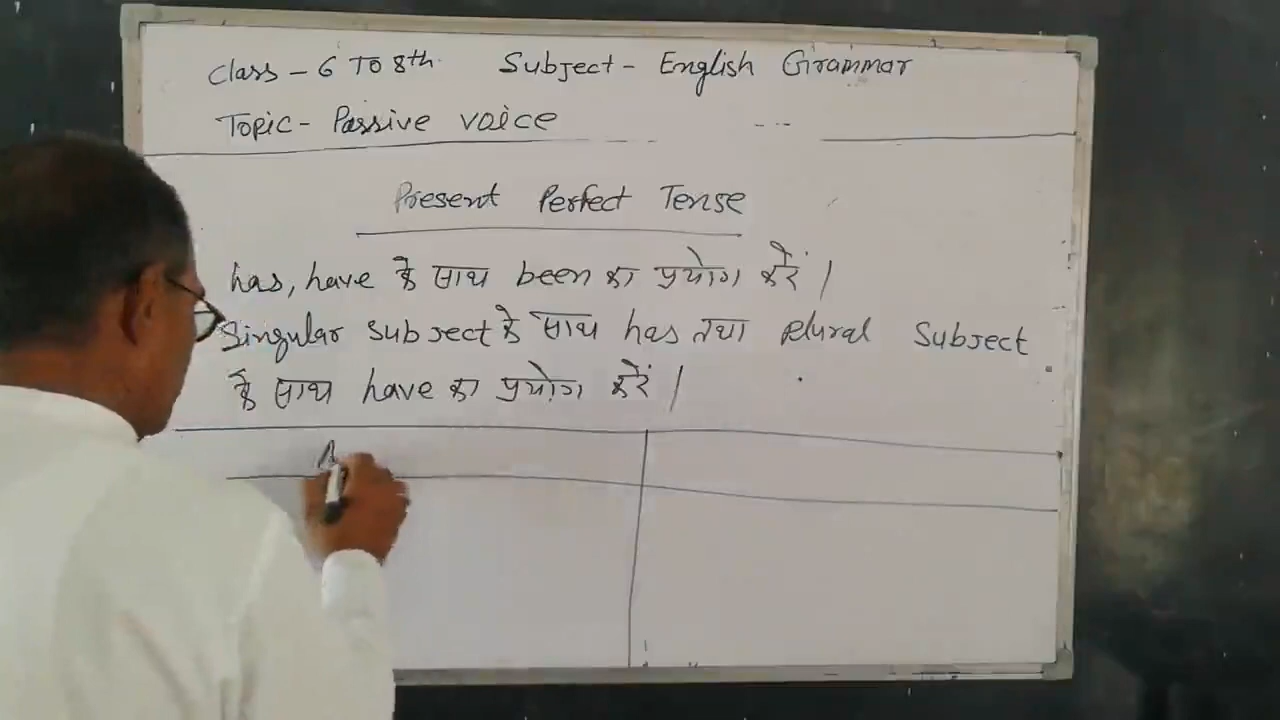 Class - 6 TO 8th. Subject - English Grammar
Topic - Passive voice
Present Perfect Tense
has, have के साथ been का प्रयोग करें |
Singular subject के साथ has तथा plural Subject
के साथ have का प्रयोग करें |
A